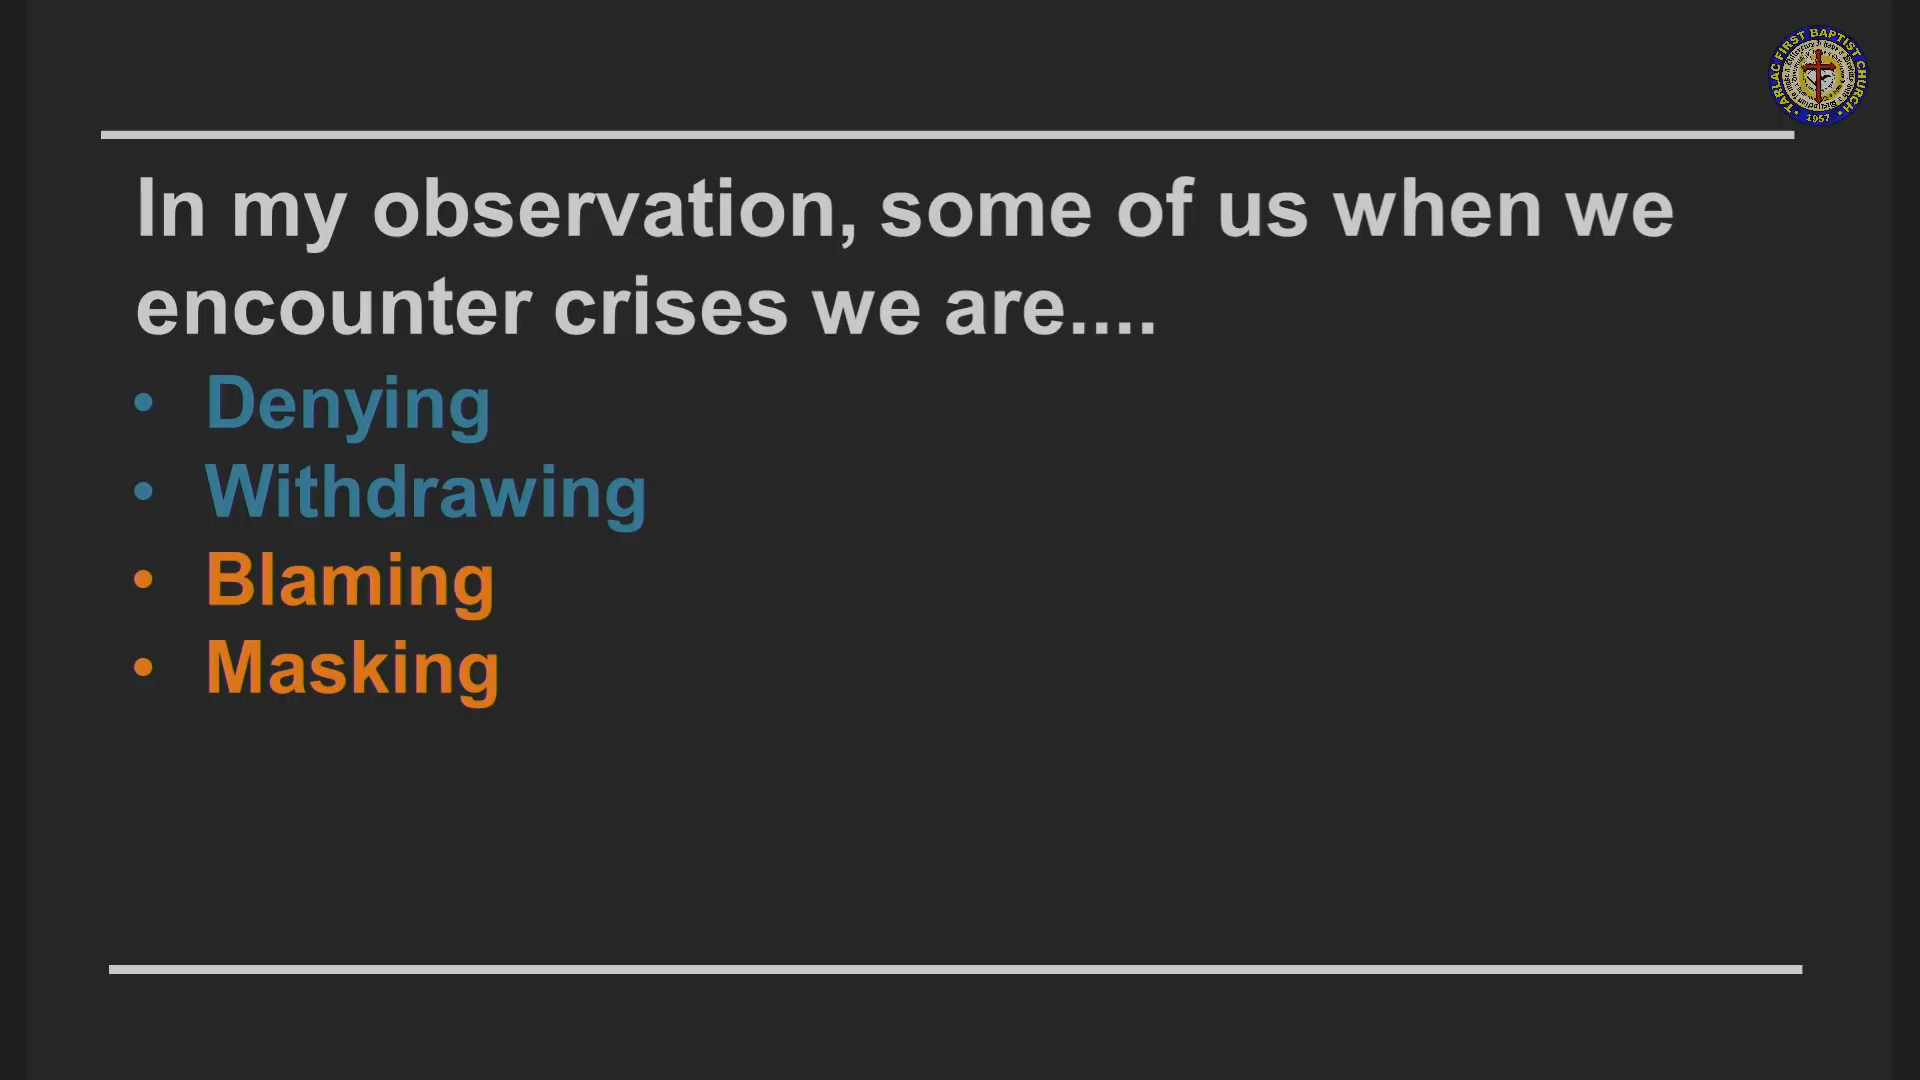 TARLAC FIRST BAPTIST CHURCH
1957
In my observation, some of us when we
encounter crises we are....
• Denying
• Withdrawing
• Blaming
• Masking